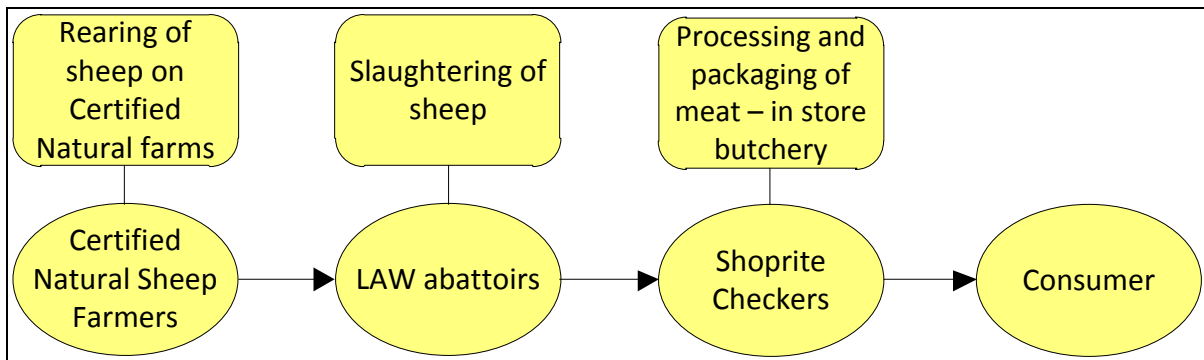 Rearing of
sheep on
Certified
Natural farms
Slaughtering of
sheep
Processing and
packaging of
meat – in store
butchery
Certified
Natural Sheep
Farmers
LAW abattoirs
Shoprite
Checkers
Consumer